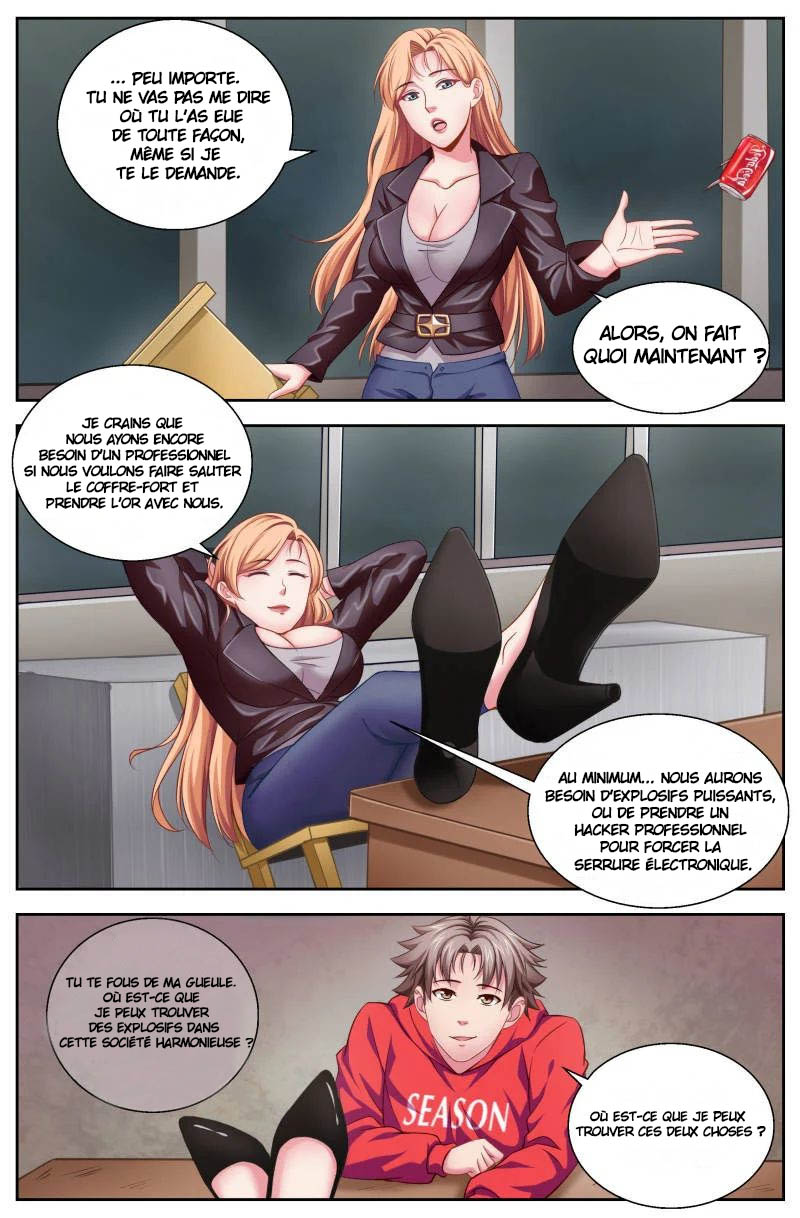 ... PEU IMPORTE.
TU NE VAS PAS ME DIRE
OÙ TU L'AS EUE
DE TOUTE FAÇON,
MÊME SI JE
TE LE DEMANDE.
ALORS, ON FAIT
QUOI MAINTENANT ?
JE CRAINS QUE
NOUS AYONS ENCORE
BESOIN D'UN PROFESSIONNEL
SI NOUS VOULONS FAIRE SAUTER
LE COFFRE-FORT ET
PRENDRE L'OR AVEC NOUS.
AU MINIMUM... NOUS AURONS
BESOIN D'EXPLOSIFS PUISSANTS,
OU DE PRENDRE UN
HACKER PROFESSIONNEL
POUR FORCER LA
SERRURE ÉLECTRONIQUE.
TU TE FOUS DE MA GUEULE.
OÙ EST-CE QUE
JE PEUX TROUVER
DES EXPLOSIFS DANS
CETTE SOCIÉTÉ HARMONIEUSE ?
SEASON
OÙ EST-CE QUE JE PEUX
TROUVER CES DEUX CHOSES ?